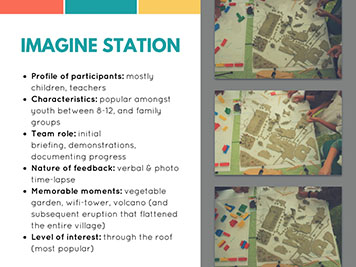 IMAGINE STATION
• Profile of participants: mostly
children, teachers
• Characteristics: popular amongst
youth between 8-12, and family
groups
• Team role: initial
briefing, demonstrations,
documenting progress
• Nature of feedback: verbal & photo
time-lapse
• Memorable moments: vegetable
garden, wifi-tower, volcano (and
subsequent eruption that flattened
the entire village)
• Level of interest: through the roof
(most popular)